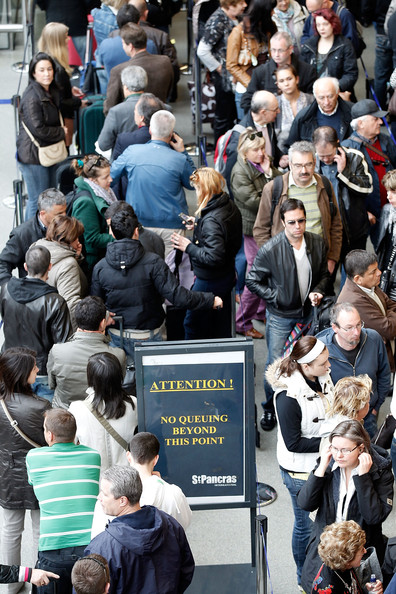 ATTENTION !
NO QUEUING
BEYOND
THIS POINT
StPancras